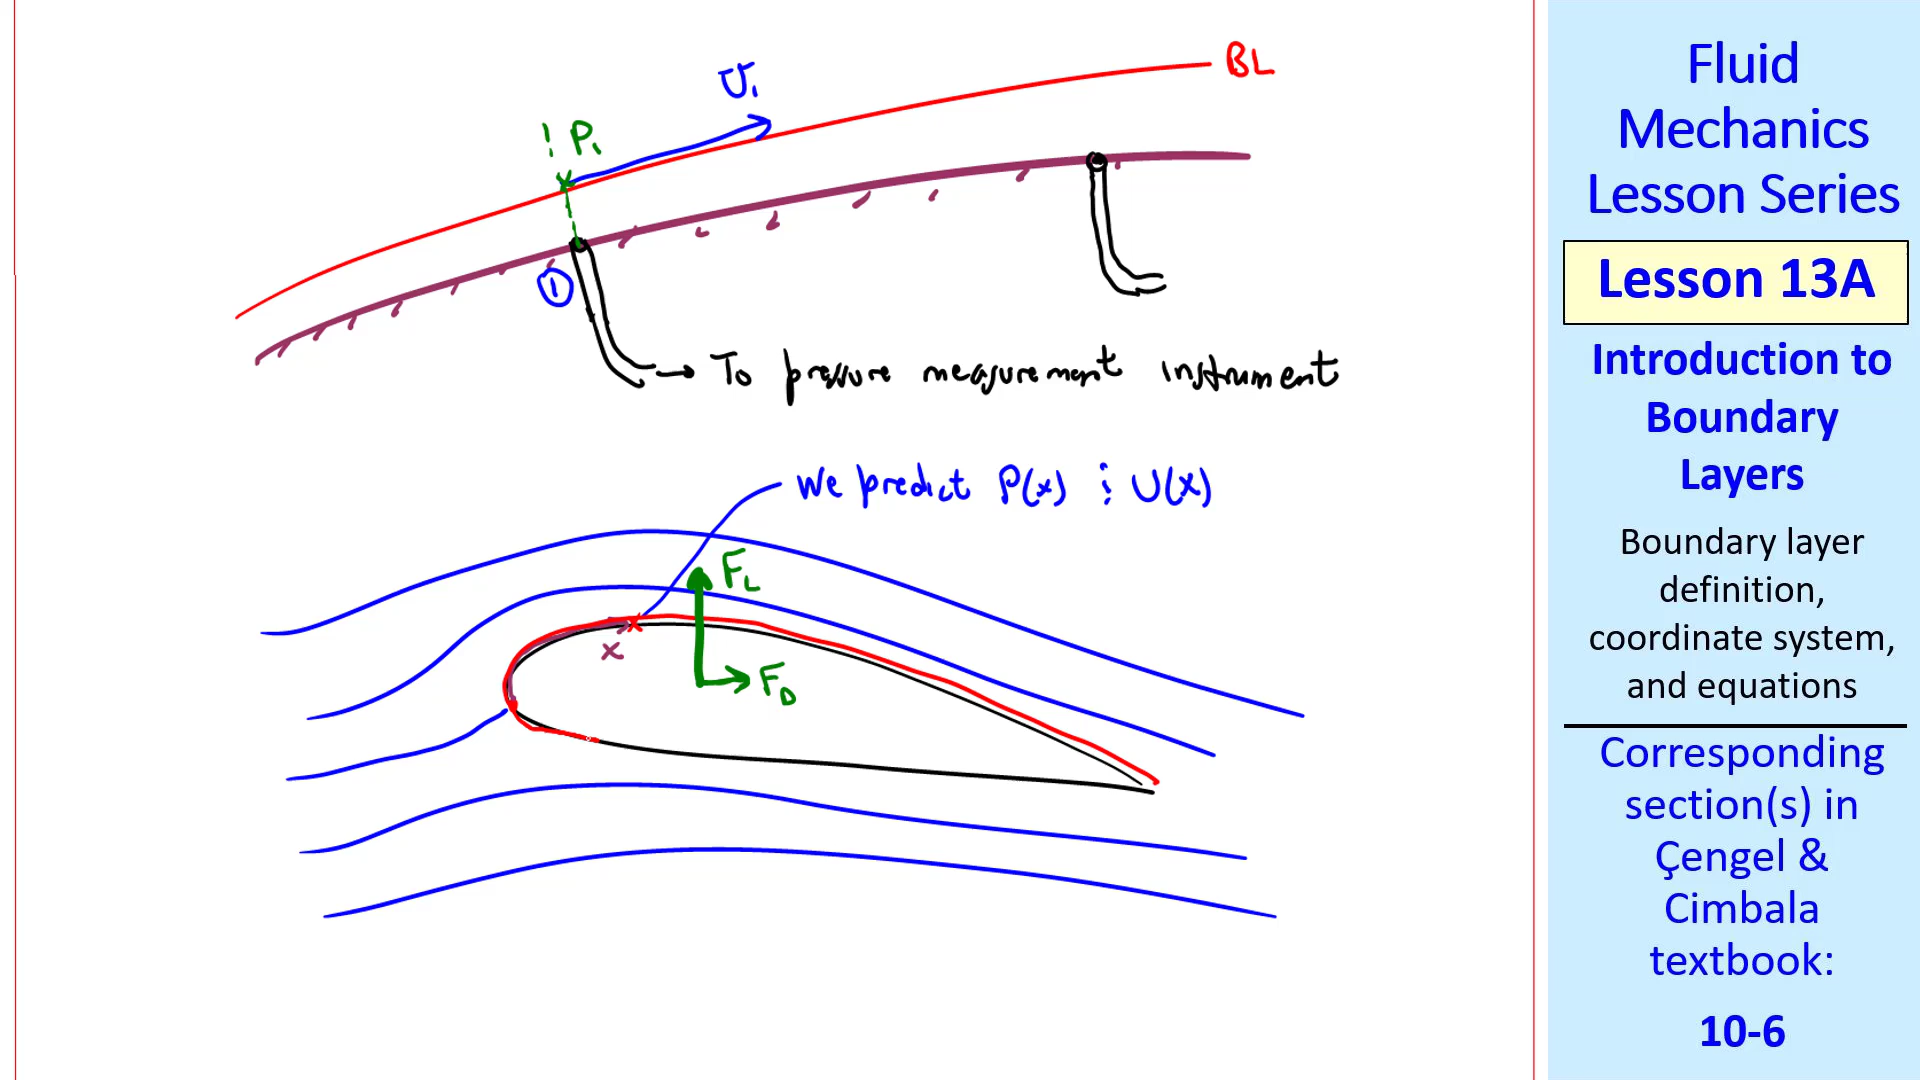 BL
U₁
P₁
①
→ To pressure measurement instrument
We predict P(x) & U(x)
F_L
x
F_D
Fluid
Mechanics
Lesson Series
Lesson 13A
Introduction to
Boundary
Layers
Boundary layer
definition,
coordinate system,
and equations
Corresponding
section(s) in
Çengel &
Cimbala
textbook:
10-6